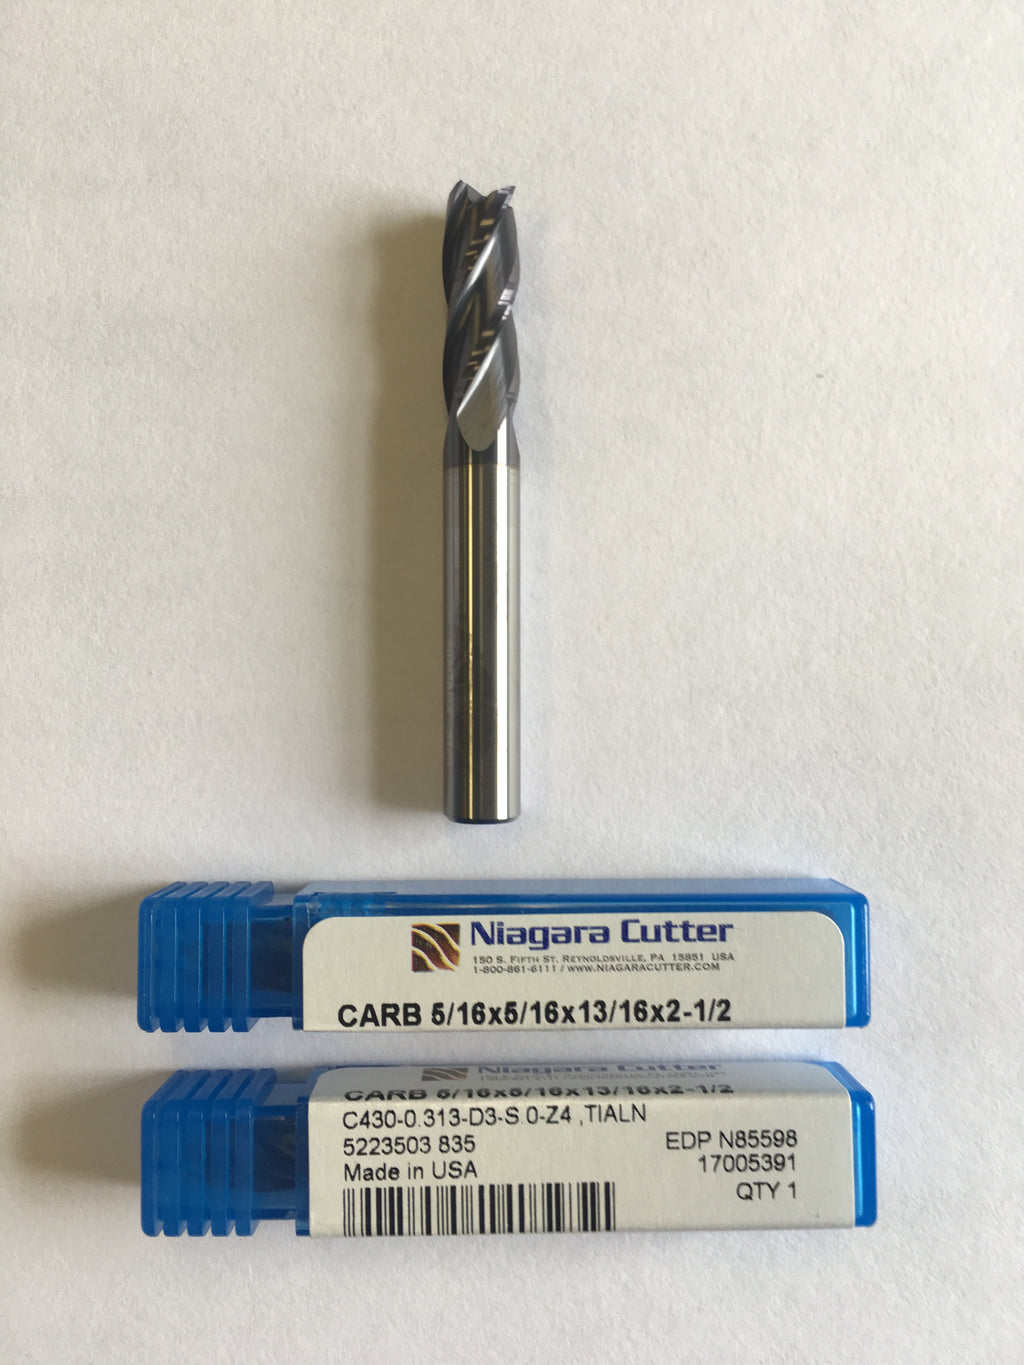 Niagara Cutter
150 S. FIFTH ST. REYNOLDSVILLE, PA 15851 USA
1-800-861-6111 / WWW.NIAGARACUTTER.COM
CARB 5/16x5/16x13/16x2-1/2
Niagara Cutter
CARB 5/16x5/16x13/16x2-1/2
C430-0.313-D3-S.0-Z4 ,TIALN
5223503 835
EDP N85598
Made in USA
17005391
QTY 1